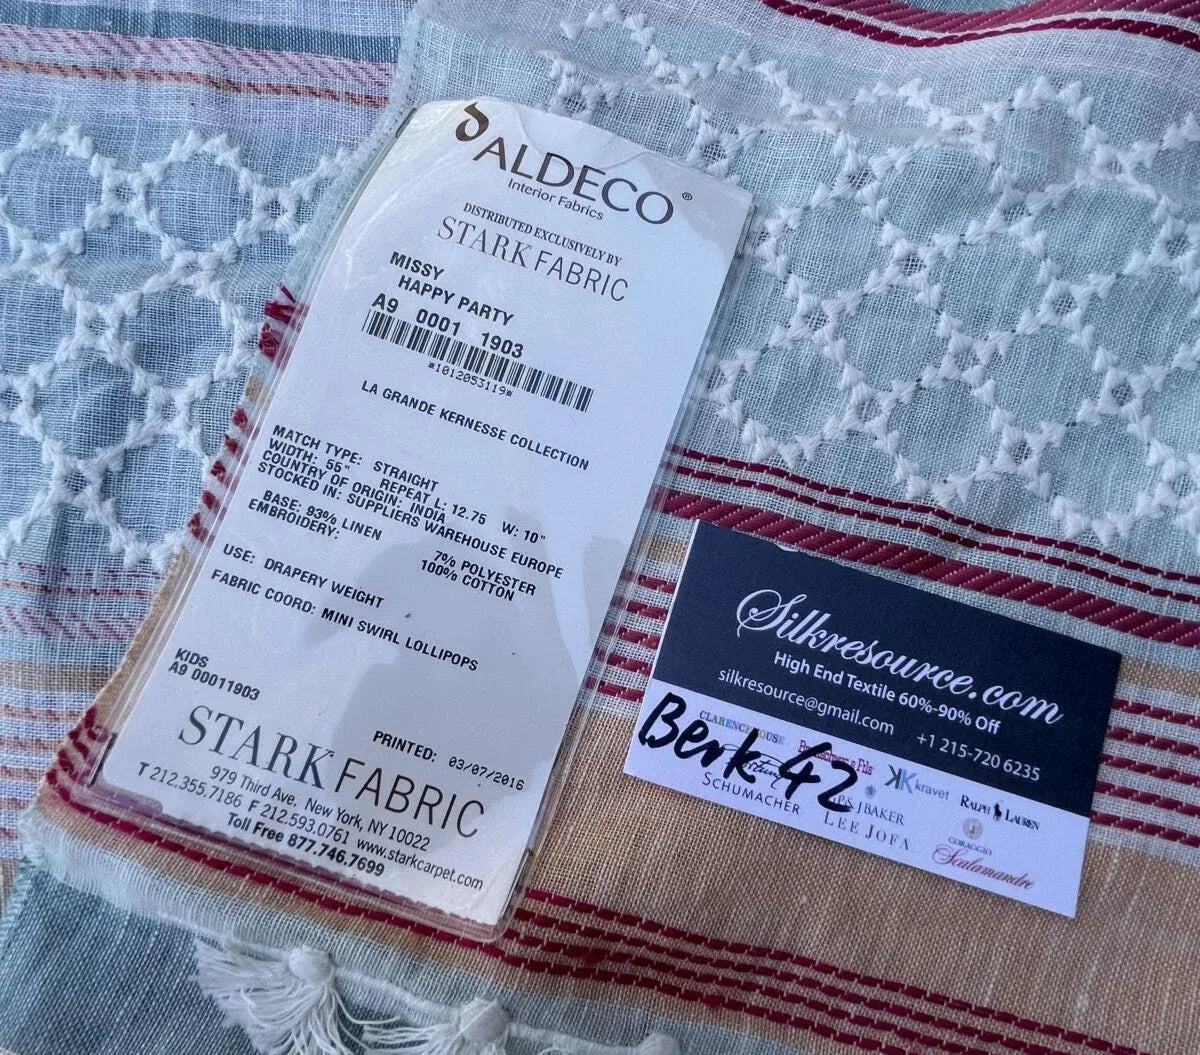 ALDECO®
Interior Fabrics
DISTRIBUTED EXCLUSIVELY BY
STARK FABRIC
MISSY
HAPPY PARTY
A9 0001 1903
*1012053119*
LA GRANDE KERNESSE COLLECTION
MATCH TYPE: STRAIGHT
WIDTH: 55" REPEAT L: 12.75 W: 10"
COUNTRY OF ORIGIN: INDIA
STOCKED IN: SUPPLIERS WAREHOUSE EUROPE
BASE: 93% LINEN 7% POLYESTER
EMBROIDERY: 100% COTTON
USE: DRAPERY WEIGHT
FABRIC COORD: MINI SWIRL LOLLIPOPS
KIDS
A9 00011903
PRINTED: 03/07/2016
STARK FABRIC
979 Third Ave. New York, NY 10022
T 212.355.7186 F 212.593.0761 www.starkcarpet.com
Toll Free 877.746.7699
Silkresource.com
High End Textile 60%-90% Off
silkresource@gmail.com +1 215-720 6235
Berk 42
CLARENCE HOUSE
& Fils
kravet
RALPH LAUREN
SCHUMACHER
P&J BAKER
LEE JOFA
CORAGGIO
Scalamandre